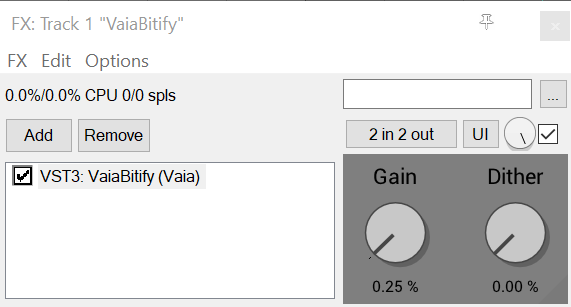 FX: Track 1 "VaiaBitify"
FX Edit Options
0.0%/0.0% CPU 0/0 spls
...
Add Remove 2 in 2 out UI
VST3: VaiaBitify (Vaia)
Gain Dither
0.25 % 0.00 %